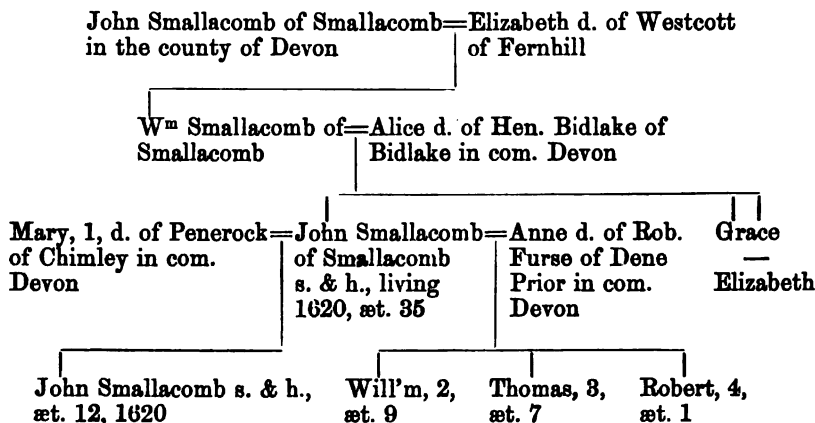 John Smallacomb of Smallacomb=Elizabeth d. of Westcott
in the county of Devon of Fernhill
Wm Smallacomb of=Alice d. of Hen. Bidlake of
Smallacomb Bidlake in com. Devon
Mary, 1, d. of Penerock=John Smallacomb=Anne d. of Rob. Grace
of Chimley in com. of Smallacomb Furse of Dene —
Devon s. & h., living Prior in com. Elizabeth
1620, æt. 35 Devon
John Smallacomb s. & h., Will'm, 2, Thomas, 3, Robert, 4,
æt. 12, 1620 æt. 9 æt. 7 æt. 1